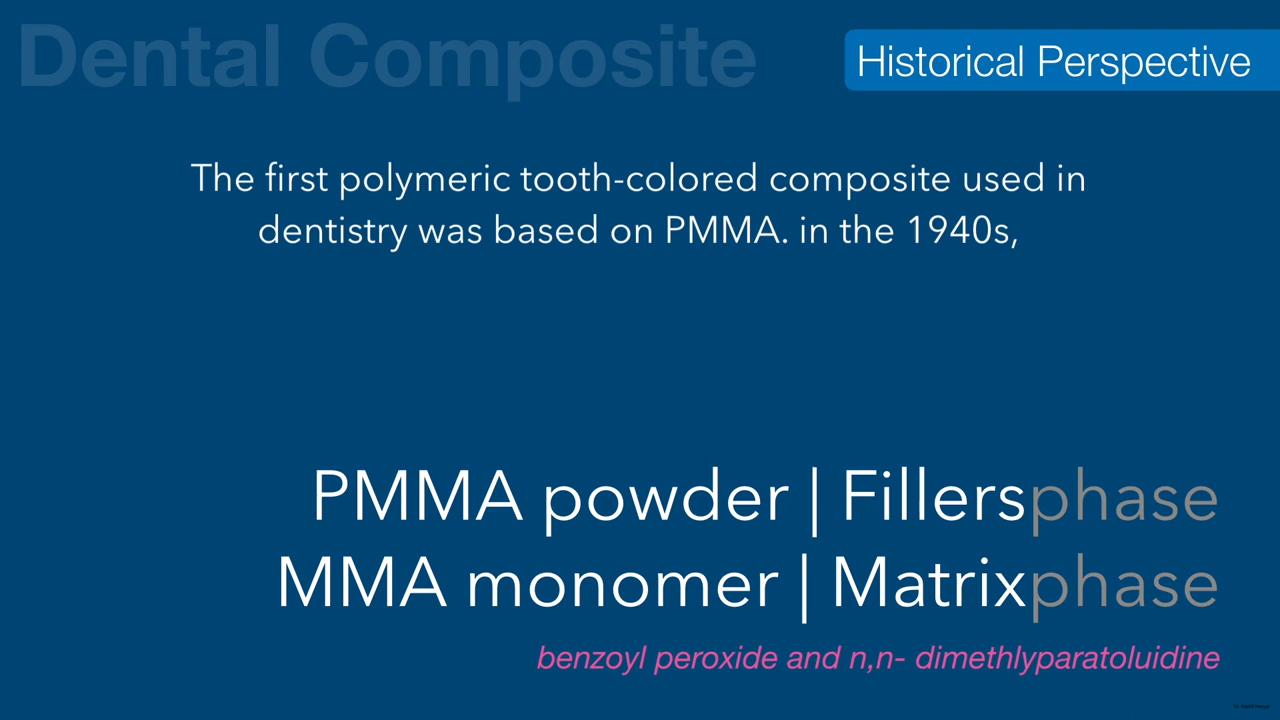 Dental Composite
Historical Perspective
The first polymeric tooth-colored composite used in
dentistry was based on PMMA. in the 1940s,
PMMA powder | Fillersphase
MMA monomer | Matrixphase
benzoyl peroxide and n,n- dimethlyparatoluidine